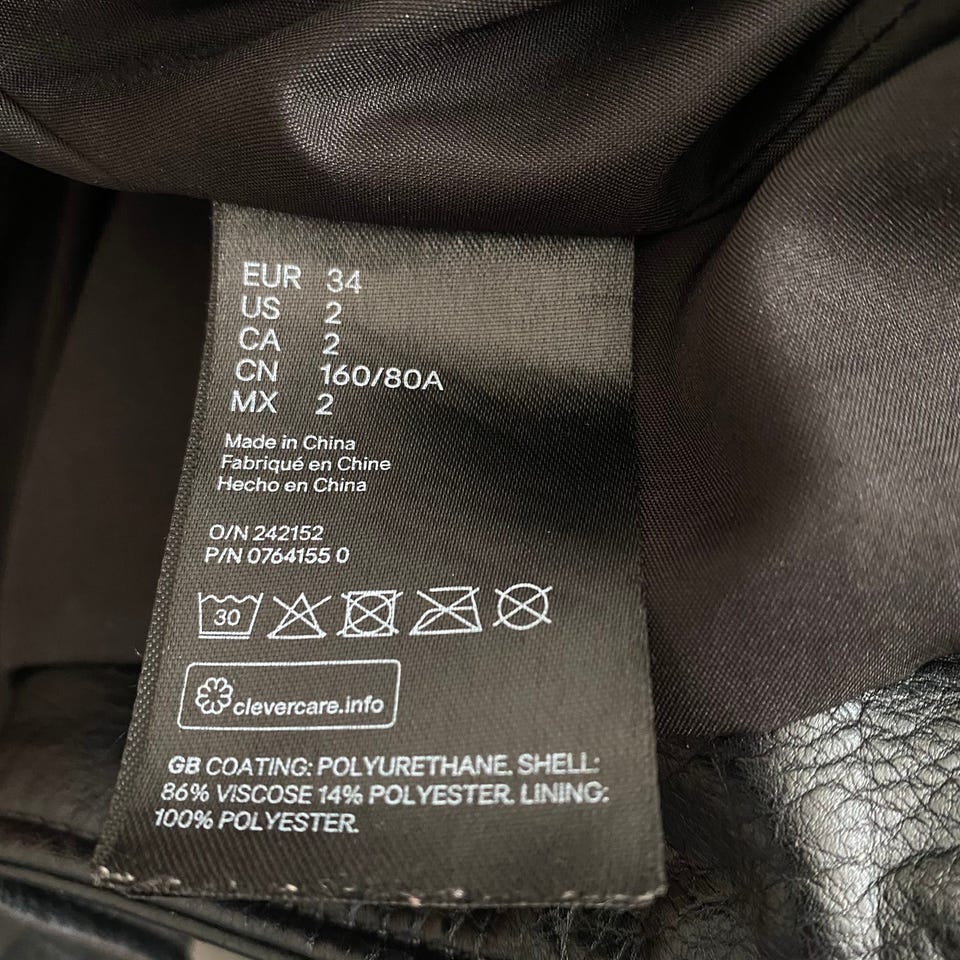 EUR 34
US 2
CA 2
CN 160/80A
MX 2
Made in China
Fabriqué en Chine
Hecho en China
O/N 242152
P/N 0764155 0
30
clevercare.info
GB COATING: POLYURETHANE. SHELL:
86% VISCOSE 14% POLYESTER. LINING:
100% POLYESTER.